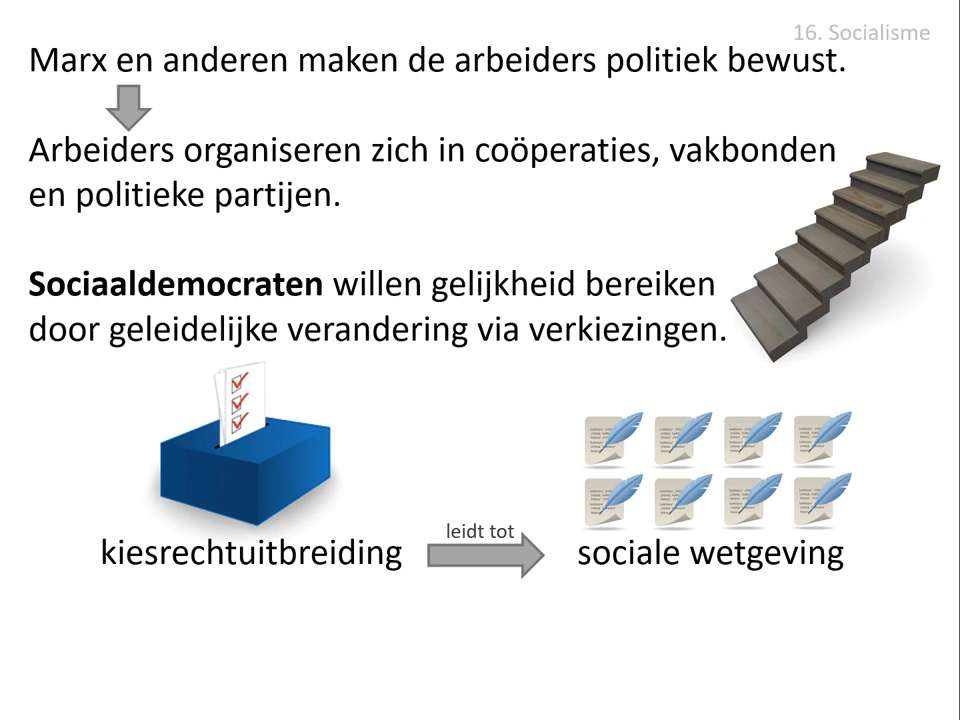 16. Socialisme
Marx en anderen maken de arbeiders politiek bewust.
Arbeiders organiseren zich in coöperaties, vakbonden
en politieke partijen.
Sociaaldemocraten willen gelijkheid bereiken
door geleidelijke verandering via verkiezingen.
leidt tot
kiesrechtuitbreiding
sociale wetgeving